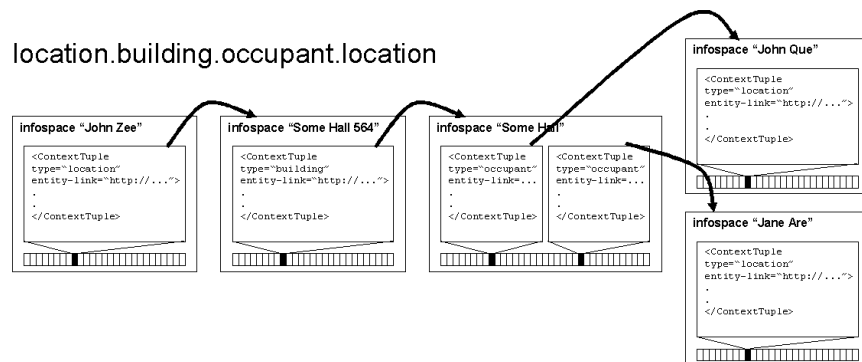 location.building.occupant.location
infospace “John Zee”
<ContextTuple
type=“location”
entity-link=“http://...”>
.
.
</ContextTuple>
infospace “Some Hall 564”
<ContextTuple
type=“building”
entity-link=“http://...”>
.
.
</ContextTuple>
infospace “Some Hall”
<ContextTuple
type=“occupant”
entity-link=...
.
.
</ContextTuple>
<ContextTuple
type=“occupant”
entity-link=...
.
.
</ContextTuple>
infospace “John Que”
<ContextTuple
type=“location”
entity-link=“http://...”>
.
.
</ContextTuple>
infospace “Jane Are”
<ContextTuple
type=“location”
entity-link=“http://...”>
.
.
</ContextTuple>